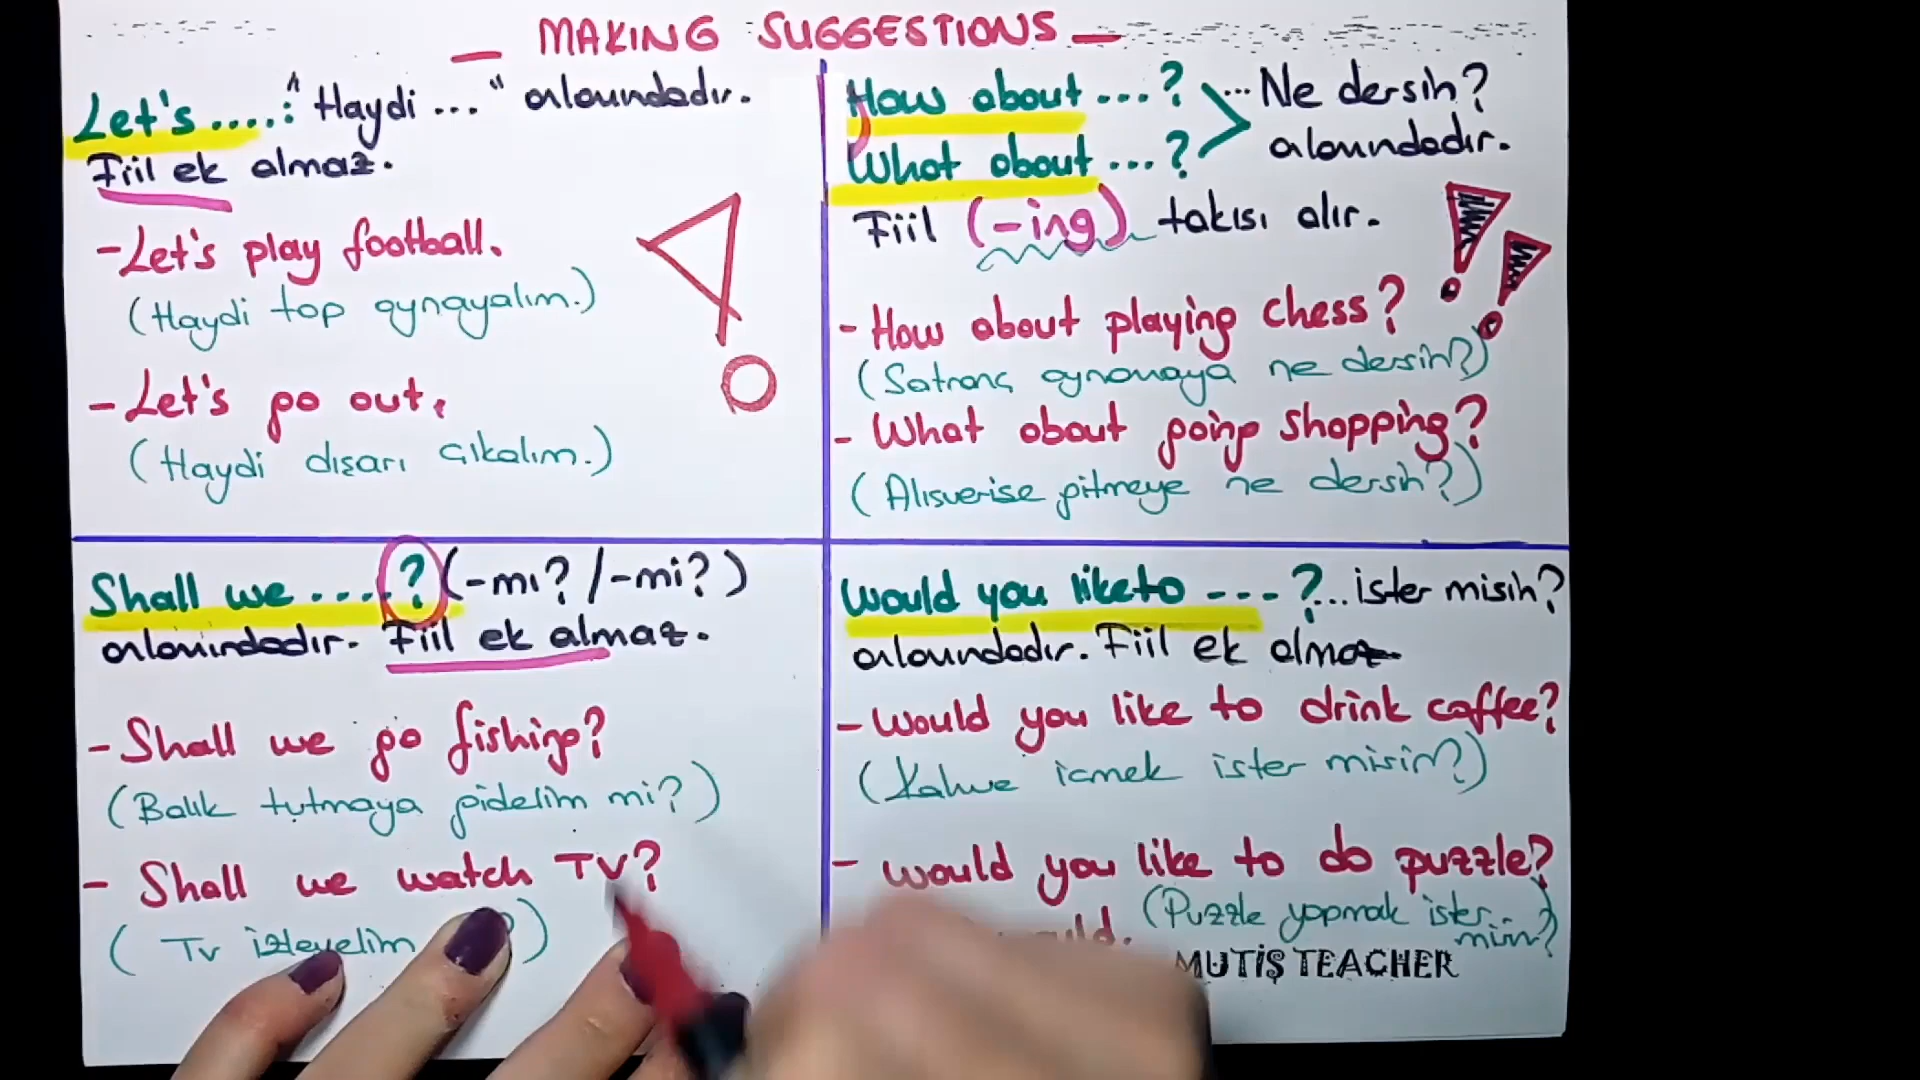 MAKING SUGGESTIONS
Let's ....: "Haydi ..." anlamındadır.
Fiil ek almaz.
- Let's play football.
(Haydi top oynayalım.)
- Let's go out.
(Haydi dışarı çıkalım.)
How about ...?
What about ...?
... Ne dersin?
anlamındadır.
Fiil (-ing) takısı alır.
- How about playing chess?
(Satranç oynamaya ne dersin?)
- What about going shopping?
(Alışverişe gitmeye ne dersin?)
Shall we ....? (-mı? / -mi?)
anlamındadır. Fiil ek almaz.
- Shall we go fishing?
(Balık tutmaya gidelim mi?)
- Shall we watch TV?
(Tv izleyelim ?)
Would you like to ---? ... ister misin?
anlamındadır. Fiil ek almaz
- Would you like to drink coffee?
(Kahve içmek ister misin?)
- Would you like to do puzzle?
(Puzzle yapmak ister misin?)
MUTİŞ TEACHER